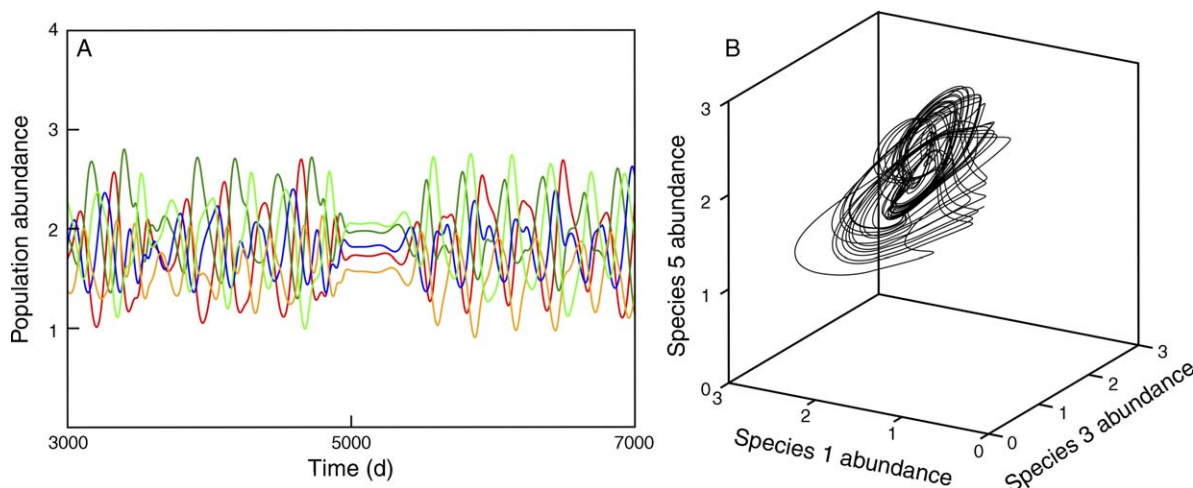 A
4
3
2
1
Population abundance
3000
5000
7000
Time (d)
B
3
2
1
0
Species 5 abundance
3
2
1
0
Species 1 abundance
0
1
2
3
Species 3 abundance